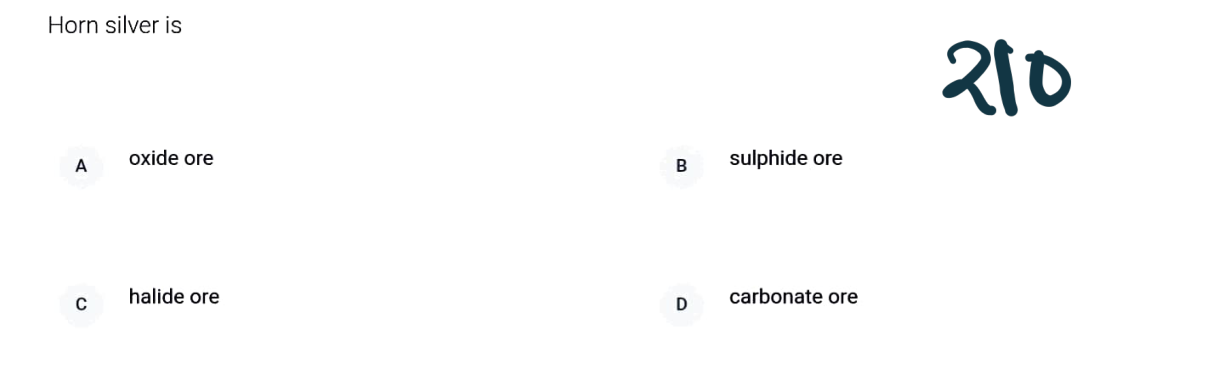 Horn silver is
210
A oxide ore
B sulphide ore
C halide ore
D carbonate ore